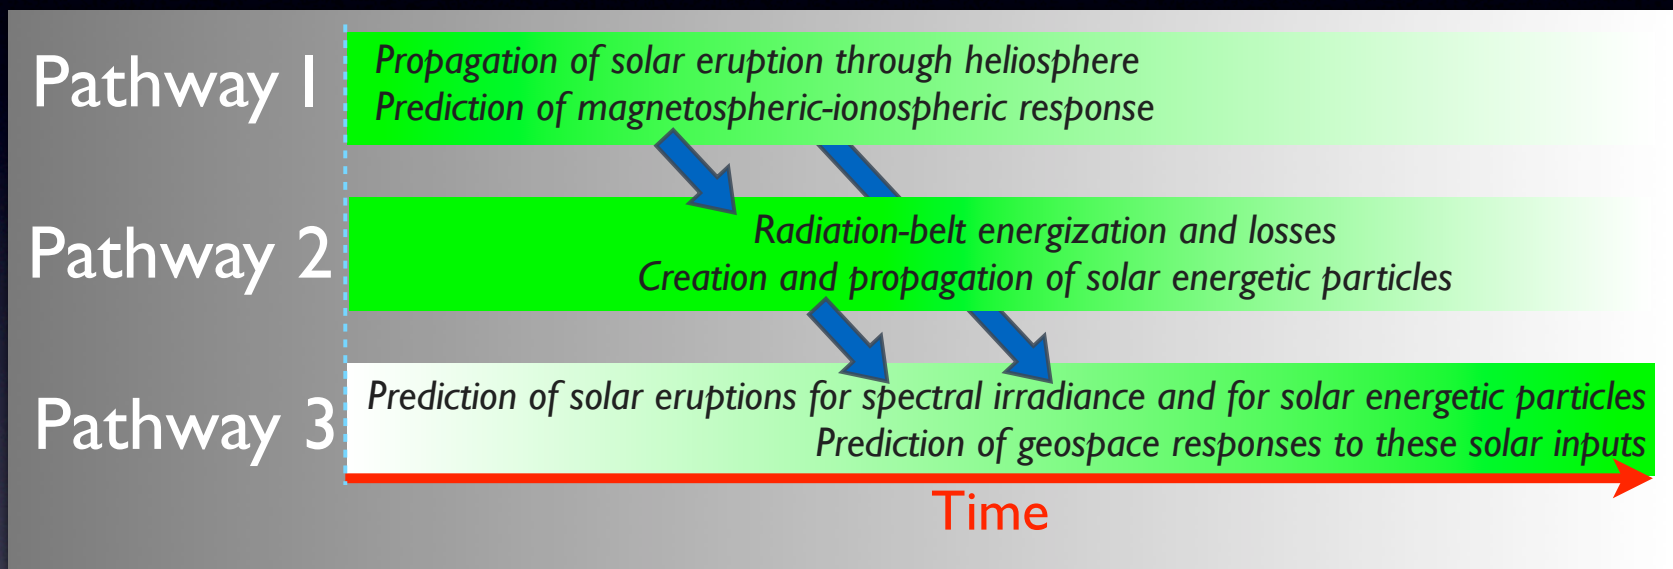 Pathway 1
Propagation of solar eruption through heliosphere
Prediction of magnetospheric-ionospheric response
Pathway 2
Radiation-belt energization and losses
Creation and propagation of solar energetic particles
Pathway 3
Prediction of solar eruptions for spectral irradiance and for solar energetic particles
Prediction of geospace responses to these solar inputs
Time